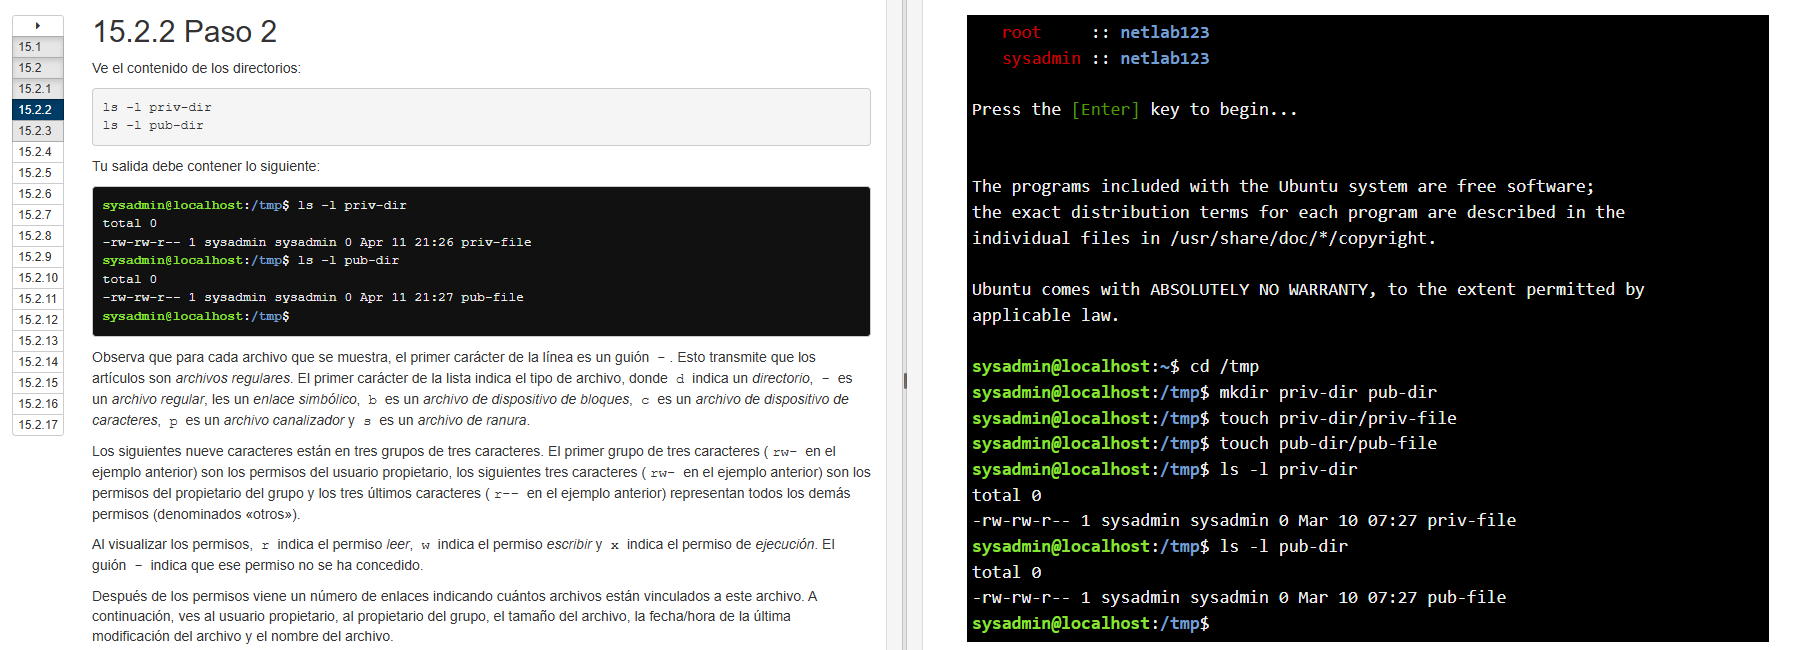 15.1
15.2
15.2.1
15.2.2
15.2.3
15.2.4
15.2.5
15.2.6
15.2.7
15.2.8
15.2.9
15.2.10
15.2.11
15.2.12
15.2.13
15.2.14
15.2.15
15.2.16
15.2.17
15.2.2 Paso 2
Ve el contenido de los directorios:
ls -l priv-dir
ls -l pub-dir
Tu salida debe contener lo siguiente:
sysadmin@localhost:/tmp$ ls -l priv-dir
total 0
-rw-rw-r-- 1 sysadmin sysadmin 0 Apr 11 21:26 priv-file
sysadmin@localhost:/tmp$ ls -l pub-dir
total 0
-rw-rw-r-- 1 sysadmin sysadmin 0 Apr 11 21:27 pub-file
sysadmin@localhost:/tmp$
Observa que para cada archivo que se muestra, el primer carácter de la línea es un guión - . Esto transmite que los
artículos son archivos regulares. El primer carácter de la lista indica el tipo de archivo, donde d indica un directorio, - es
un archivo regular, les un enlace simbólico, b es un archivo de dispositivo de bloques, c es un archivo de dispositivo de
caracteres, p es un archivo canalizador y s es un archivo de ranura.
Los siguientes nueve caracteres están en tres grupos de tres caracteres. El primer grupo de tres caracteres ( rw- en el
ejemplo anterior) son los permisos del usuario propietario, los siguientes tres caracteres ( rw- en el ejemplo anterior) son los
permisos del propietario del grupo y los tres últimos caracteres ( r-- en el ejemplo anterior) representan todos los demás
permisos (denominados «otros»).
Al visualizar los permisos, r indica el permiso leer, w indica el permiso escribir y x indica el permiso de ejecución. El
guión - indica que ese permiso no se ha concedido.
Después de los permisos viene un número de enlaces indicando cuántos archivos están vinculados a este archivo. A
continuación, ves al usuario propietario, al propietario del grupo, el tamaño del archivo, la fecha/hora de la última
modificación del archivo y el nombre del archivo.
root :: netlab123
sysadmin :: netlab123
Press the [Enter] key to begin...
The programs included with the Ubuntu system are free software;
the exact distribution terms for each program are described in the
individual files in /usr/share/doc/*/copyright.
Ubuntu comes with ABSOLUTELY NO WARRANTY, to the extent permitted by
applicable law.
sysadmin@localhost:~$ cd /tmp
sysadmin@localhost:/tmp$ mkdir priv-dir pub-dir
sysadmin@localhost:/tmp$ touch priv-dir/priv-file
sysadmin@localhost:/tmp$ touch pub-dir/pub-file
sysadmin@localhost:/tmp$ ls -l priv-dir
total 0
-rw-rw-r-- 1 sysadmin sysadmin 0 Mar 10 07:27 priv-file
sysadmin@localhost:/tmp$ ls -l pub-dir
total 0
-rw-rw-r-- 1 sysadmin sysadmin 0 Mar 10 07:27 pub-file
sysadmin@localhost:/tmp$